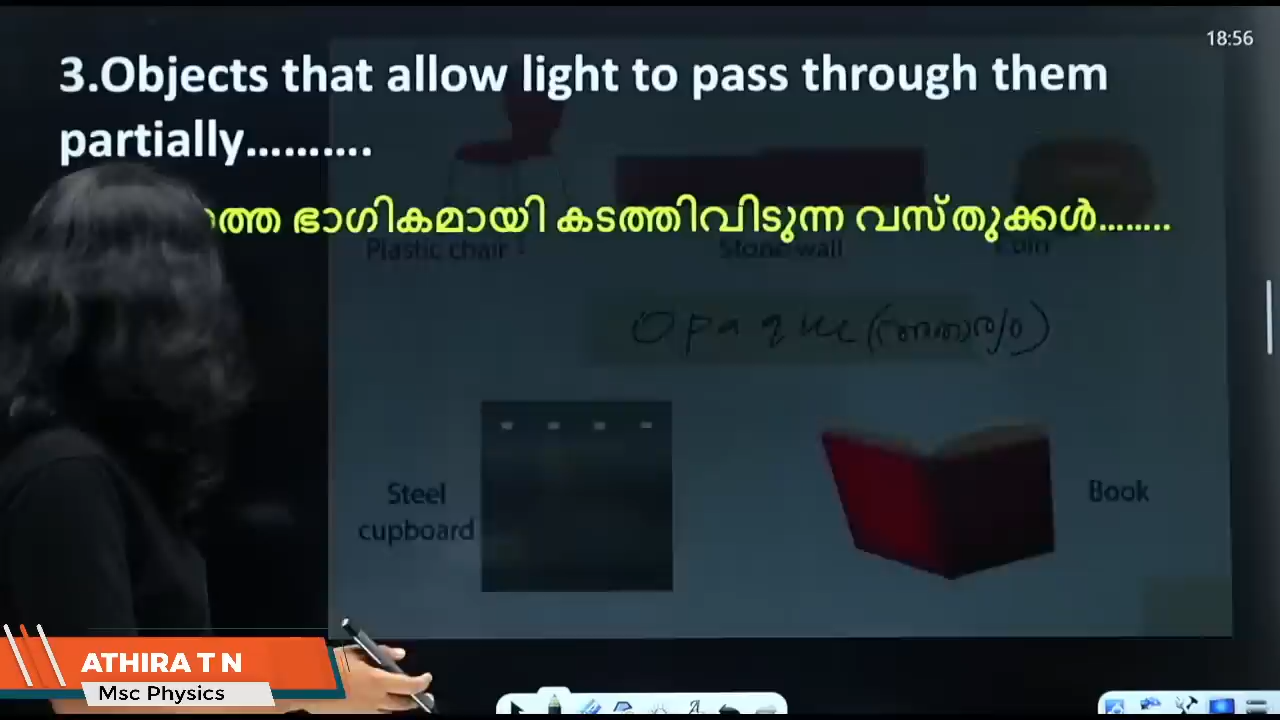 18:56
3.Objects that allow light to pass through them
partially..........
ഭാഗികമായി കടത്തിവിടുന്ന വസ്തുക്ക�ൾ........
Plastic chair
Stone wall
Coin
Opaque
Steel
cupboard
Book
ATHIRA T N
Msc Physics